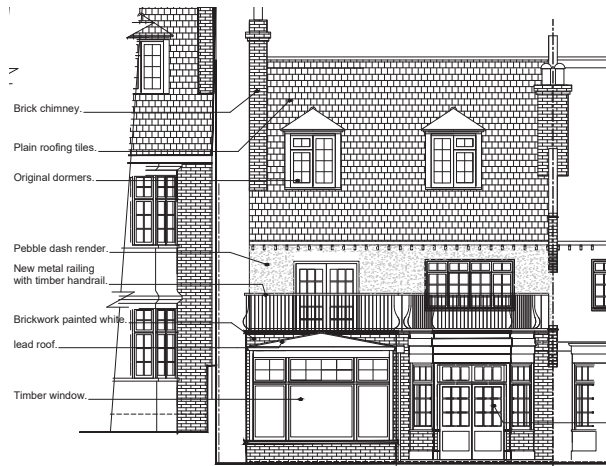 Brick chimney.
Plain roofing tiles.
Original dormers.
Pebble dash render.
New metal railing
with timber handrail.
Brickwork painted white.
lead roof.
Timber window.